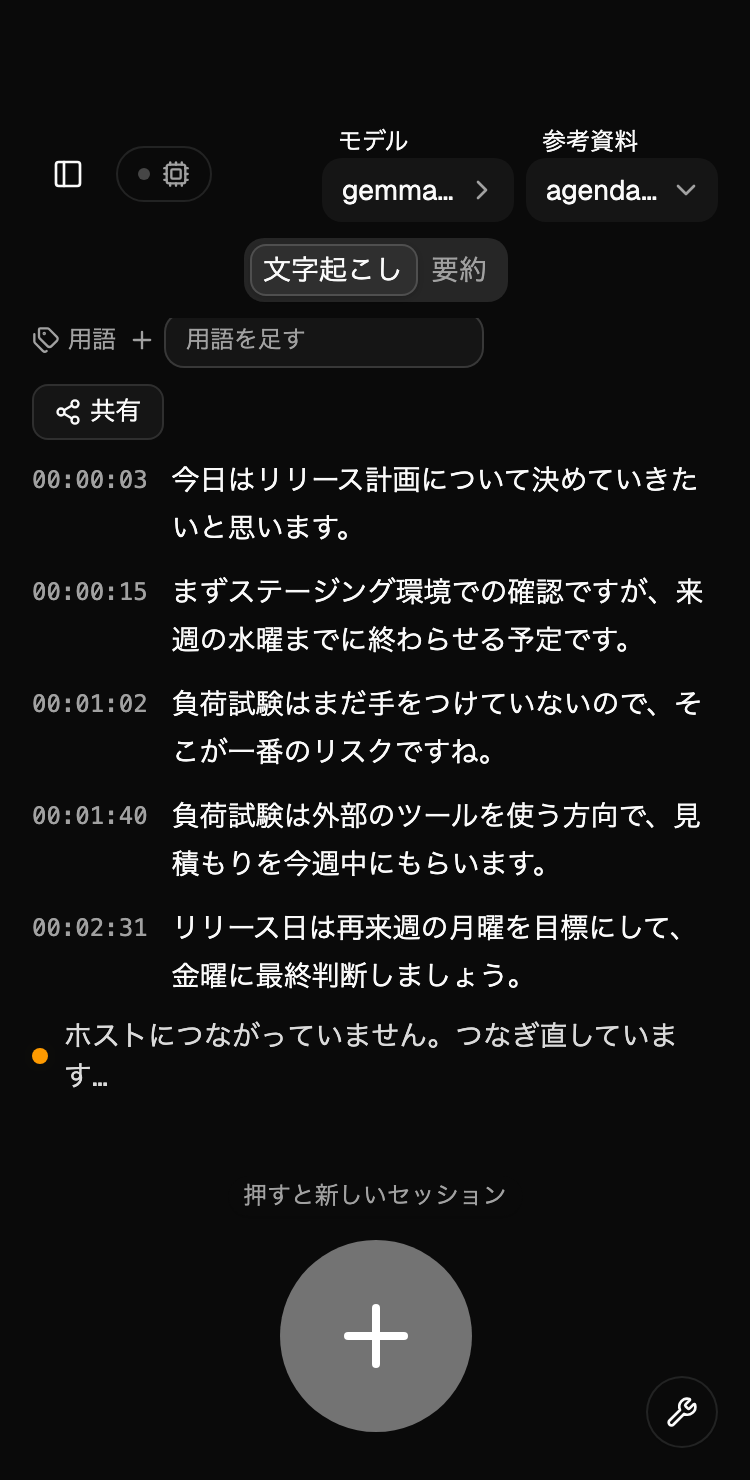 モデル
参考資料
gemma...
agenda...
文字起こし 要約
用語 + 用語を足す
共有
00:00:03 今日はリリース計画について決めていきた
いと思います。
00:00:15 まずステージング環境での確認ですが、来
週の水曜までに終わらせる予定です。
00:01:02 負荷試験はまだ手をつけていないので、そ
こが一番のリスクですね。
00:01:40 負荷試験は外部のツールを使う方向で、見
積もりを今週中にもらいます。
00:02:31 リリース日は再来週の月曜を目標にして、
金曜に最終判断しましょう。
ホストにつながっていません。つなぎ直していま
す...
押すと新しいセッション